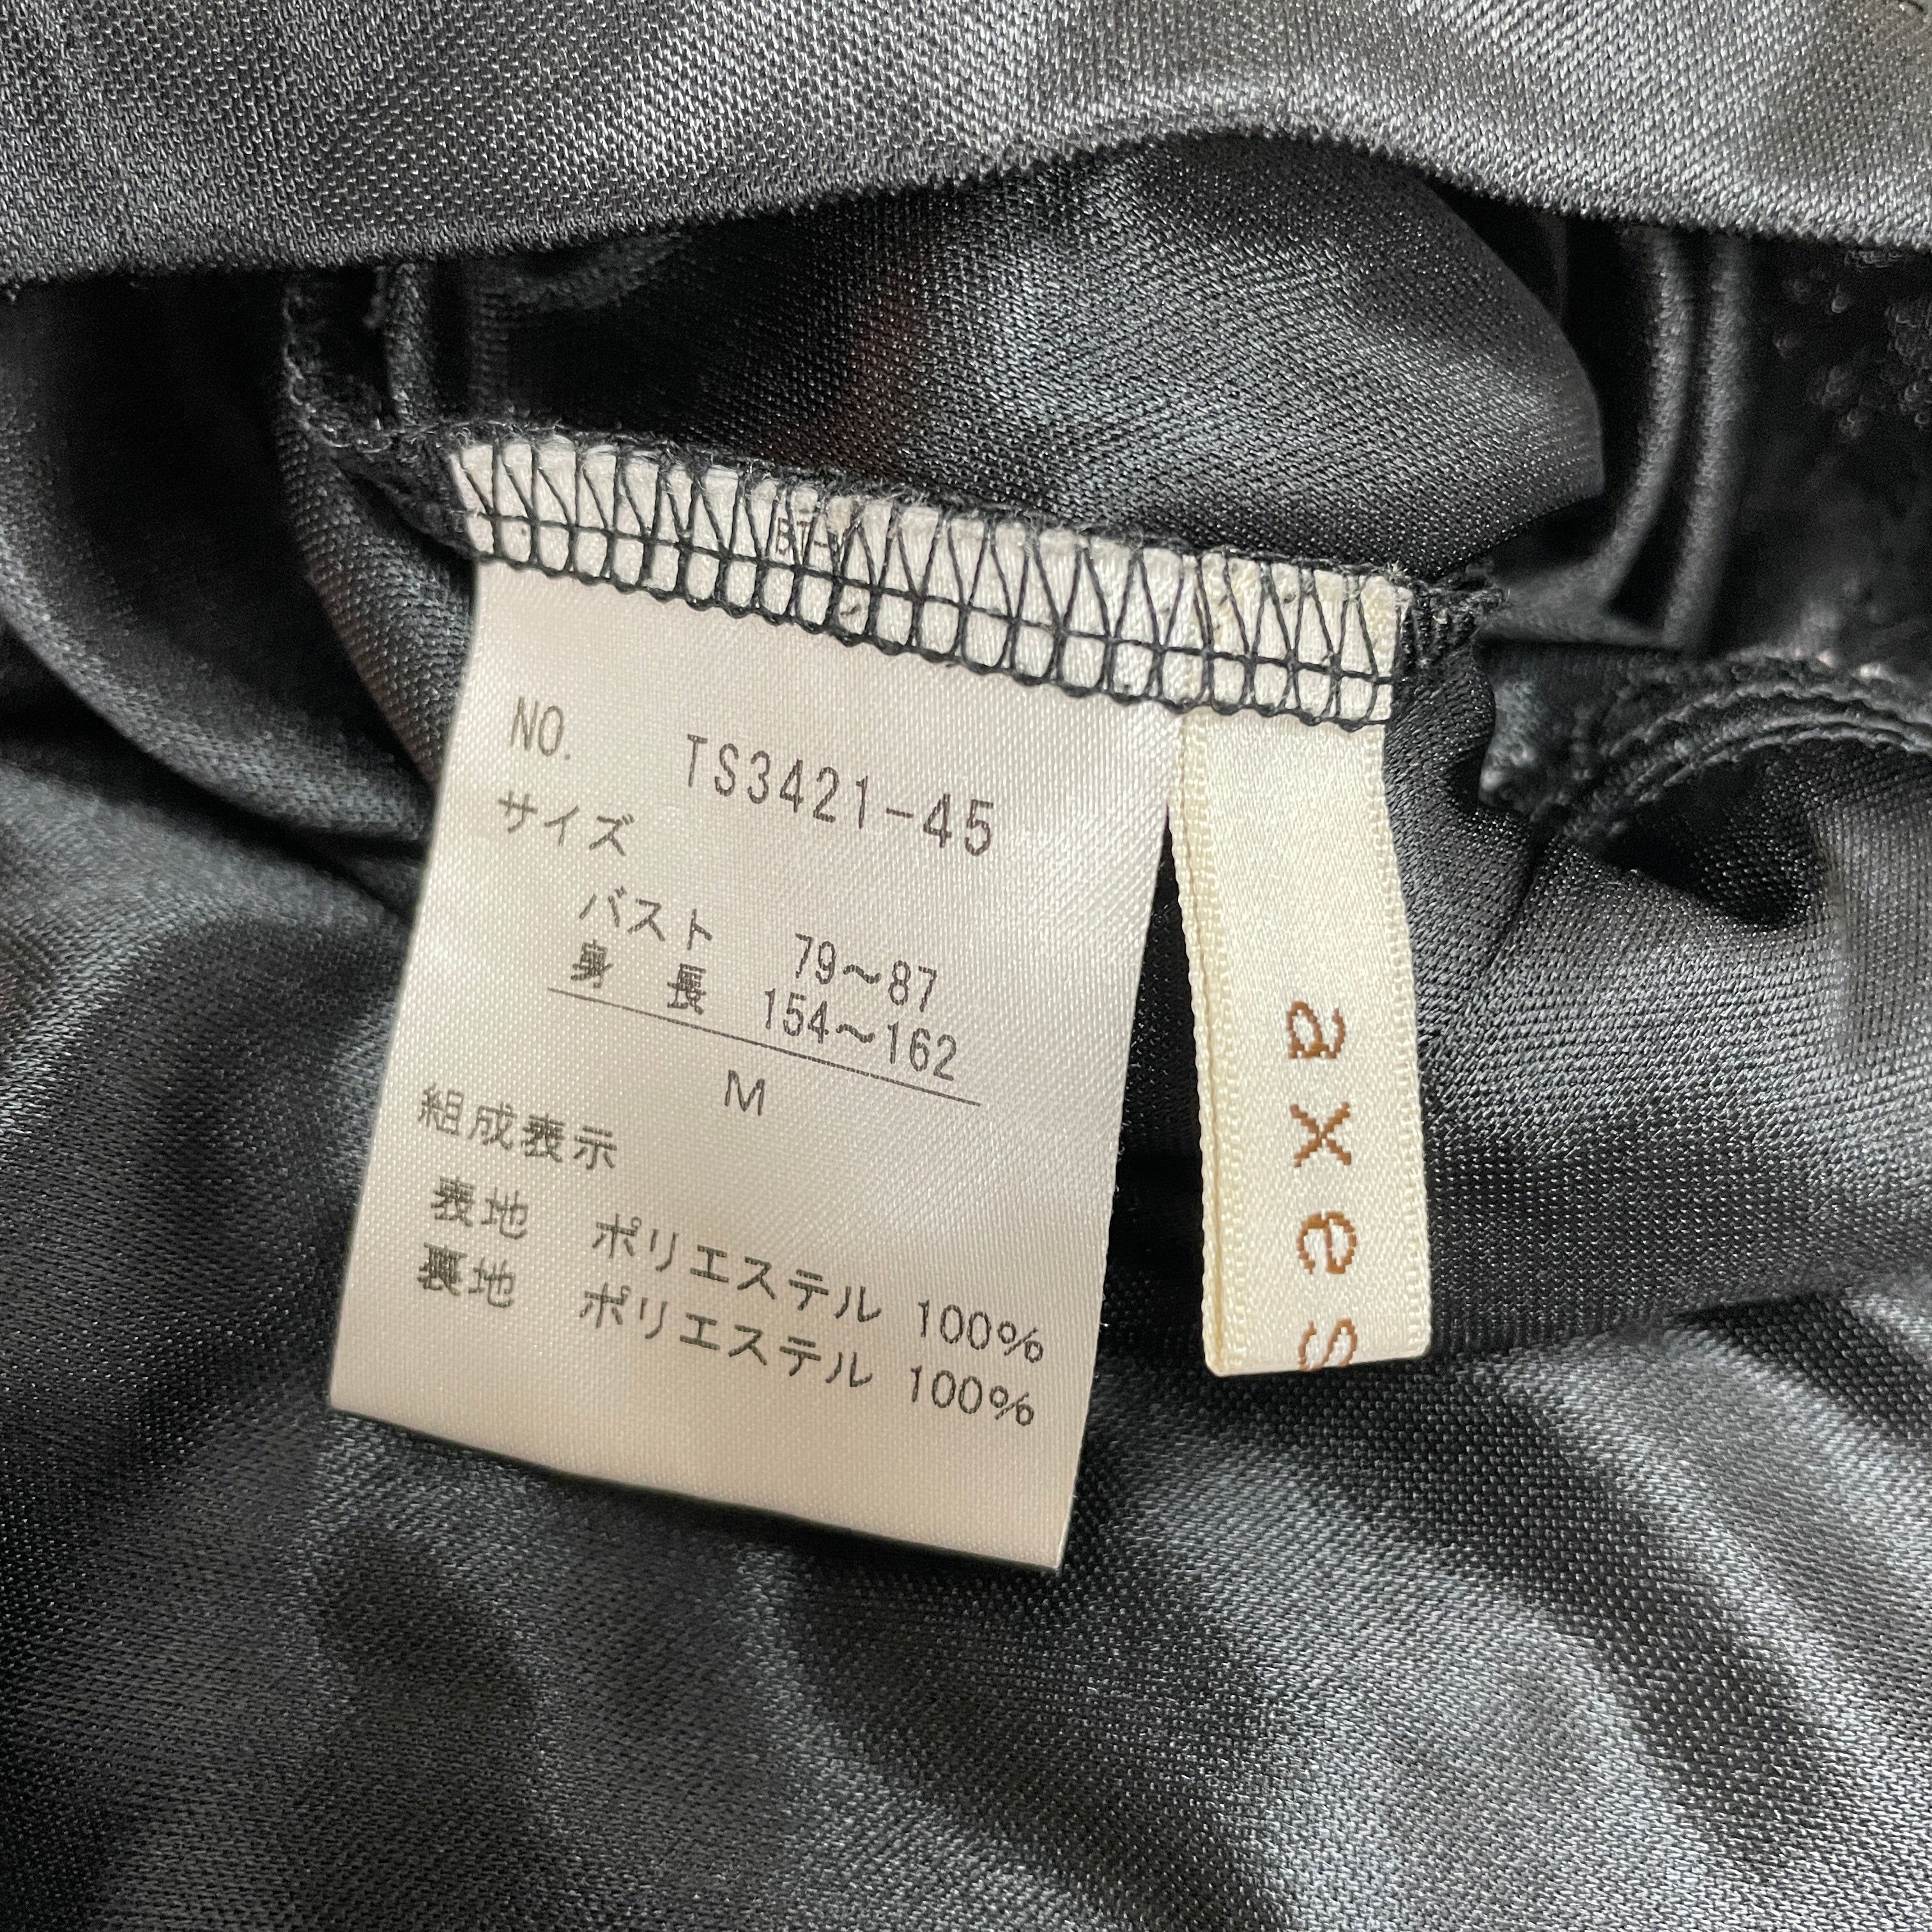 NO. TS3421-45
サイズ
バスト 79～87
身 長 154～162
M
組成表示
表地 ポリエステル 100%
裏地 ポリエステル 100%
axes